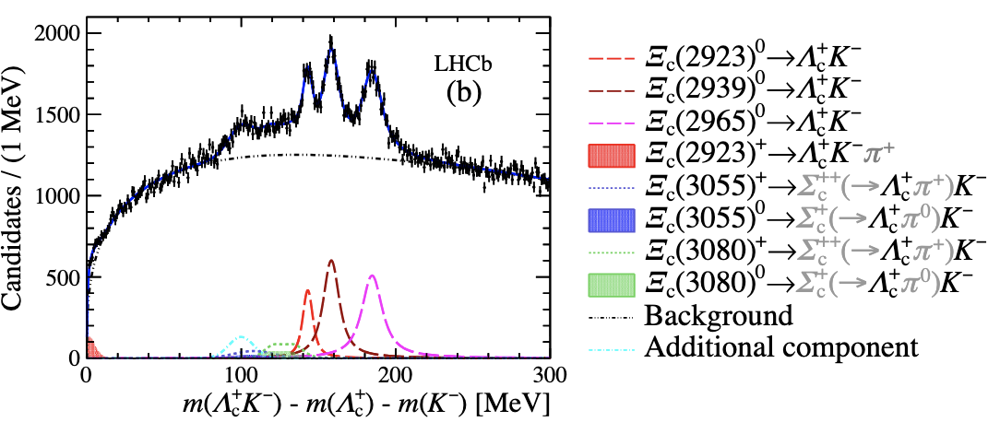 Candidates / (1 MeV)
2000
1500
1000
500
0
0 100 200 300
m(Λc+K−) - m(Λc+) - m(K−) [MeV]
LHCb
(b)
Ξc(2923)0→Λc+K−
Ξc(2939)0→Λc+K−
Ξc(2965)0→Λc+K−
Ξc(2923)+→Λc+K−π+
Ξc(3055)+→Σc++(→Λc+π+)K−
Ξc(3055)0→Σc+(→Λc+π0)K−
Ξc(3080)+→Σc++(→Λc+π+)K−
Ξc(3080)0→Σc+(→Λc+π0)K−
Background
Additional component